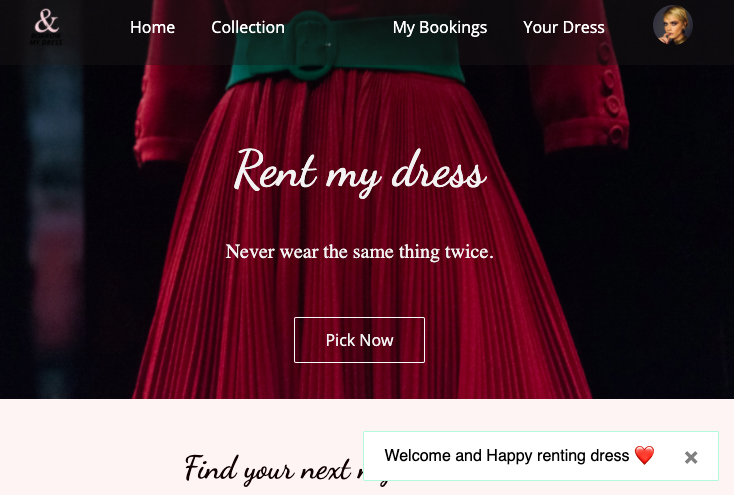 &
MY DRESS
Home Collection My Bookings Your Dress
Rent my dress
Never wear the same thing twice.
Pick Now
Find your next
Welcome and Happy renting dress ❤️ ×